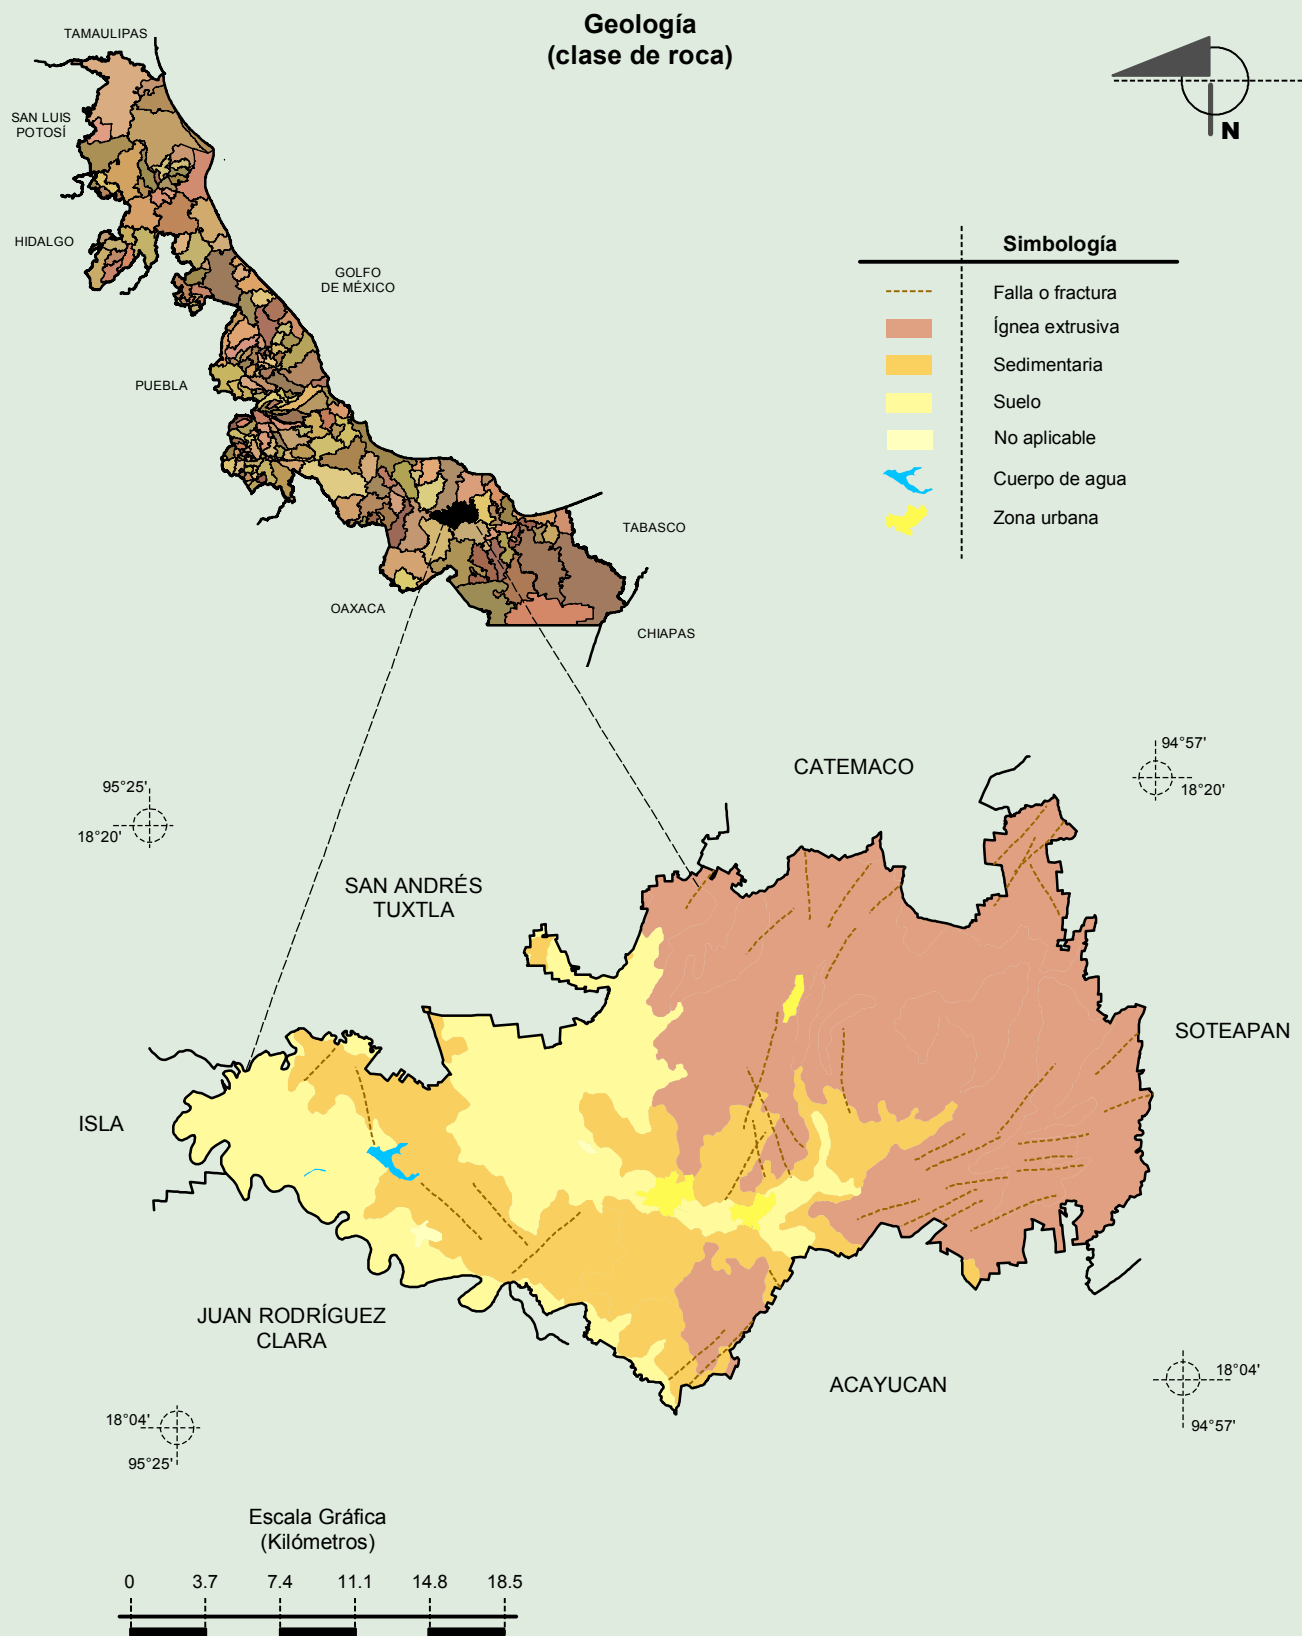 Geología
(clase de roca)
TAMAULIPAS
SAN LUIS
POTOSÍ
HIDALGO
GOLFO
DE MÉXICO
PUEBLA
TABASCO
OAXACA
CHIAPAS
N
Simbología
Falla o fractura
Ígnea extrusiva
Sedimentaria
Suelo
No aplicable
Cuerpo de agua
Zona urbana
95°25'
18°20'
94°57'
18°20'
CATEMACO
SAN ANDRÉS
TUXTLA
SOTEAPAN
ISLA
JUAN RODRÍGUEZ
CLARA
ACAYUCAN
18°04'
95°25'
18°04'
94°57'
Escala Gráfica
(Kilómetros)
0 3.7 7.4 11.1 14.8 18.5